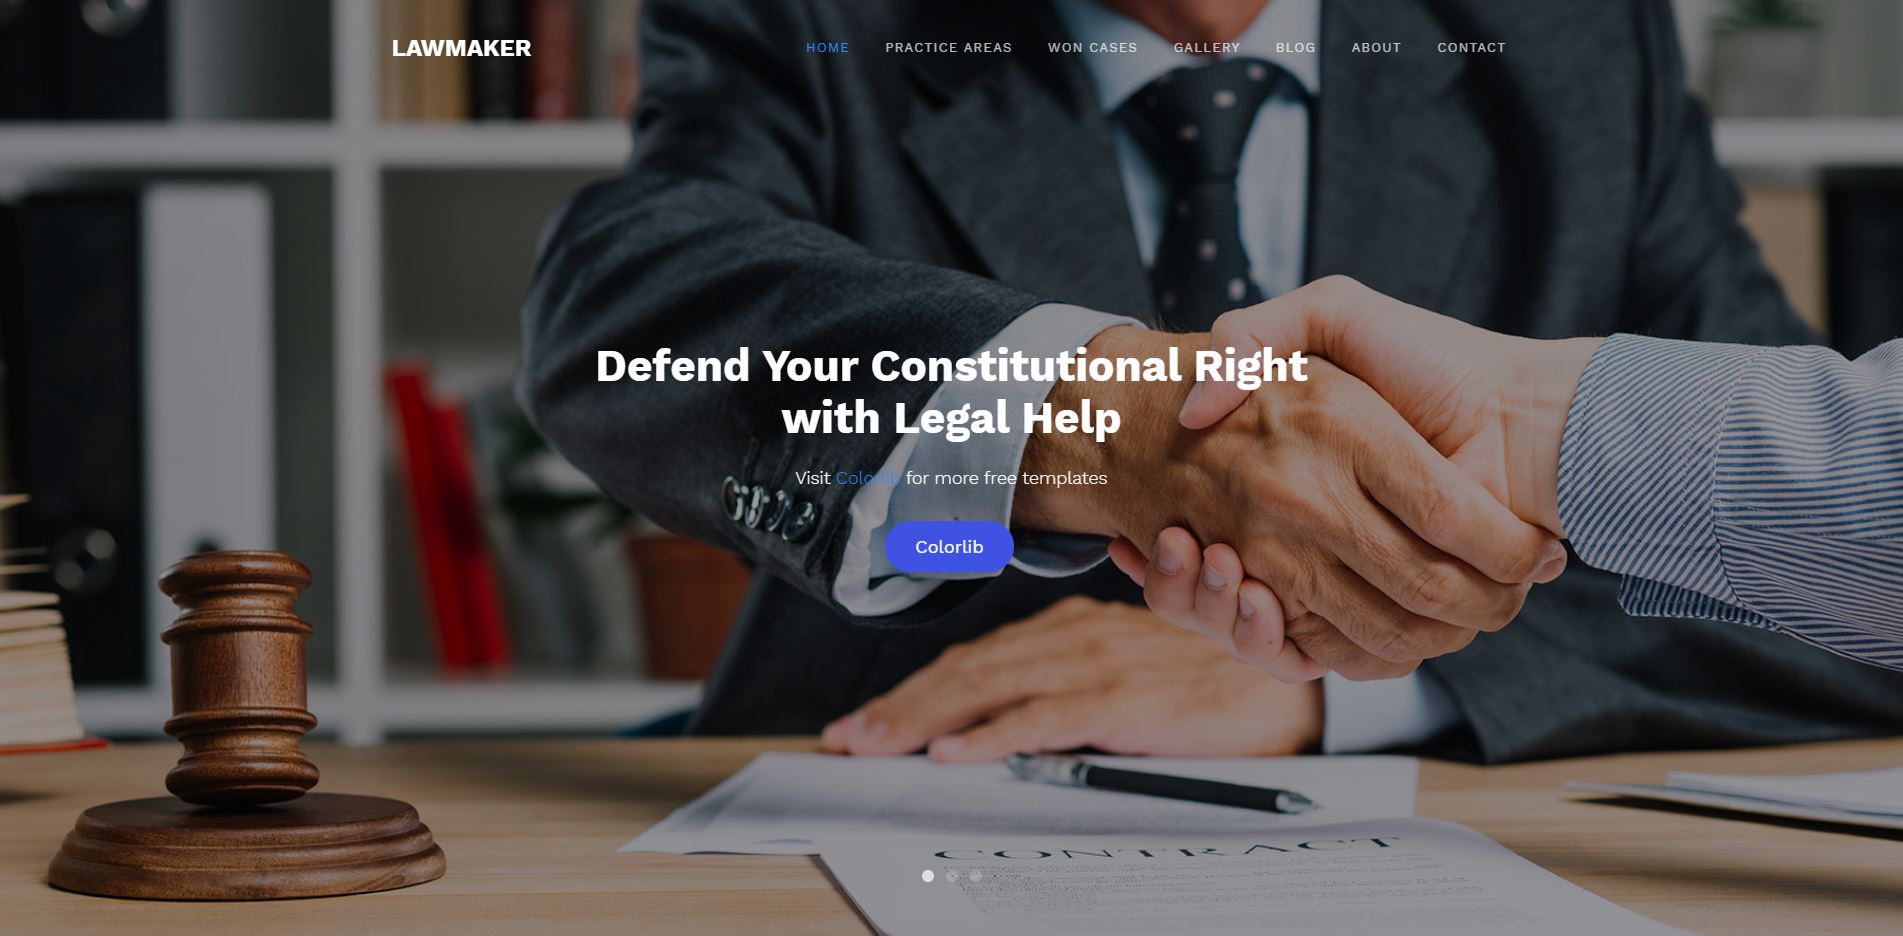 LAWMAKER
HOME PRACTICE AREAS WON CASES GALLERY BLOG ABOUT CONTACT
Defend Your Constitutional Right
with Legal Help
Visit Colorlib for more free templates
Colorlib
CONTRACT